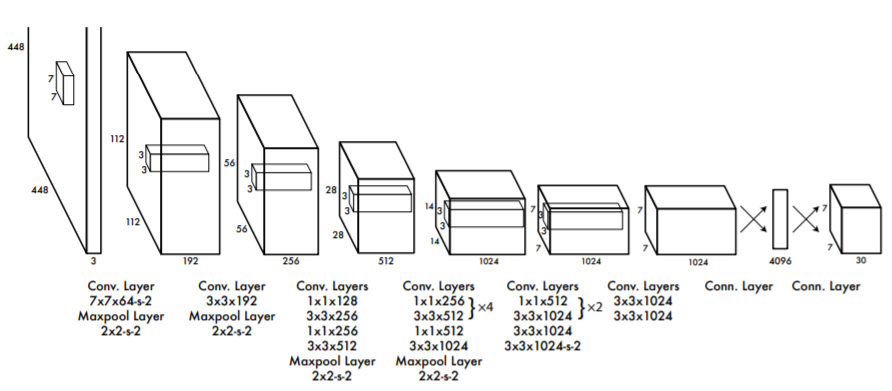 448
7
7
448
3
112
3
3
112
192
56
3
3
56
256
28
3
3
28
512
14
3
3
14
1024
7
3
3
7
1024
7
7
1024
4096
7
7
30
Conv. Layer
7x7x64-s-2
Maxpool Layer
2x2-s-2
Conv. Layer
3x3x192
Maxpool Layer
2x2-s-2
Conv. Layers
1x1x128
3x3x256
1x1x256
3x3x512
Maxpool Layer
2x2-s-2
Conv. Layers
1x1x256
3x3x512
}×4
1x1x512
3x3x1024
Maxpool Layer
2x2-s-2
Conv. Layers
1x1x512
3x3x1024
}×2
3x3x1024
3x3x1024-s-2
Conv. Layers
3x3x1024
3x3x1024
Conn. Layer
Conn. Layer